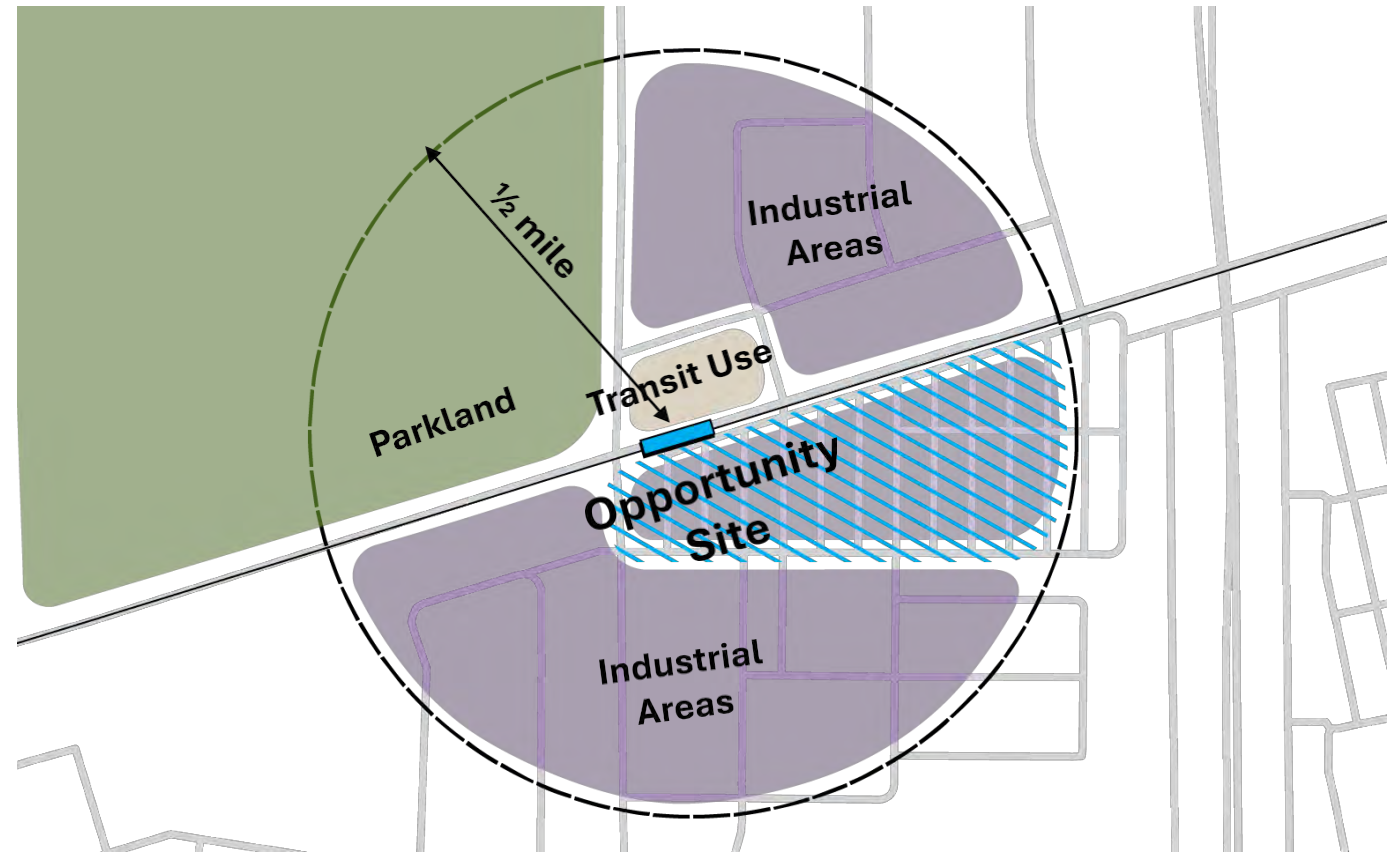 Industrial
Areas
½ mile
Transit Use
Parkland
Opportunity
Site
Industrial
Areas